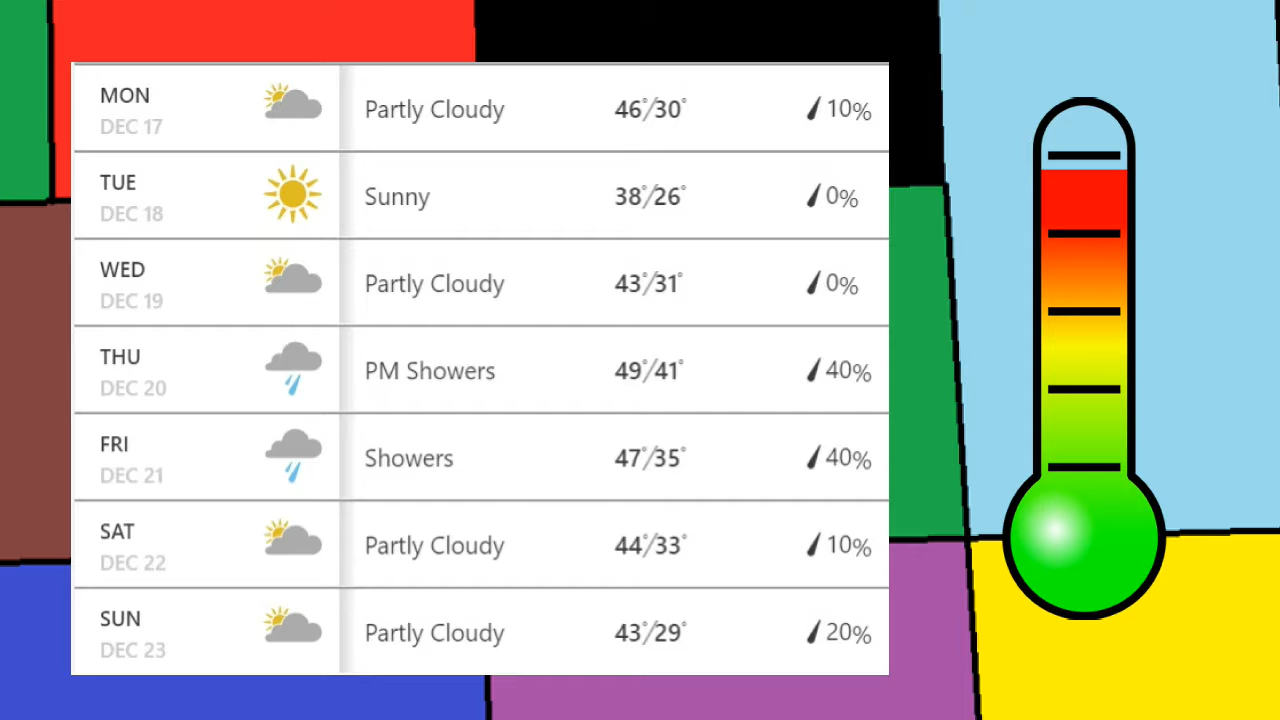 MON Partly Cloudy 46°/30° 10%
DEC 17
TUE Sunny 38°/26° 0%
DEC 18
WED Partly Cloudy 43°/31° 0%
DEC 19
THU PM Showers 49°/41° 40%
DEC 20
FRI Showers 47°/35° 40%
DEC 21
SAT Partly Cloudy 44°/33° 10%
DEC 22
SUN Partly Cloudy 43°/29° 20%
DEC 23